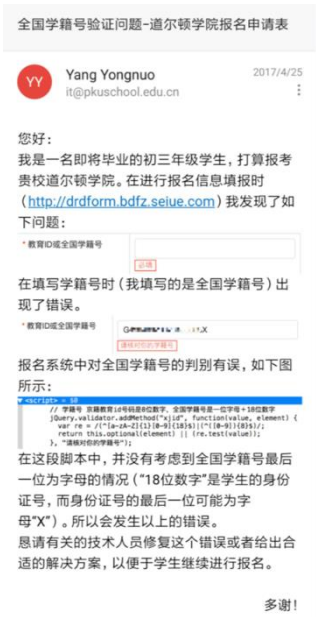 全国学籍号验证问题-道尔顿学院报名申请表
YY
Yang Yongnuo
2017/4/25
it@pkuschool.edu.cn
您好：
我是一名即将毕业的初三年级学生，打算报考
贵校道尔顿学院。在进行报名信息填报时
（http://drdform.bdfz.seiue.com）我发现了如
下问题：
* 教育ID或全国学籍号
必填
在填写学籍号时（我填写的是全国学籍号）出
现了错误。
* 教育ID或全国学籍号
X
请核对你的学籍号
报名系统中对全国学籍号的判别有误，如下图
所示：
<script> = $0
// 学籍号 京籍教育id号码是8位数字，全国学籍号是一位字母+18位数字
jQuery.validator.addMethod("xjid", function(value, element) {
var re = /(^[a-zA-Z]{1}[0-9]{18}$)|(^([0-9]){8}$)/;
return this.optional(element) || (re.test(value));
}, "请核对你的学籍号");
在这段脚本中，并没有考虑到全国学籍号最后
一位为字母的情况（“18位数字”是学生的身份
证号，而身份证号的最后一位可能为字
母“X”）。所以会发生以上的错误。
恳请有关的技术人员修复这个错误或者给出合
适的解决方案，以便于学生继续进行报名。
多谢！